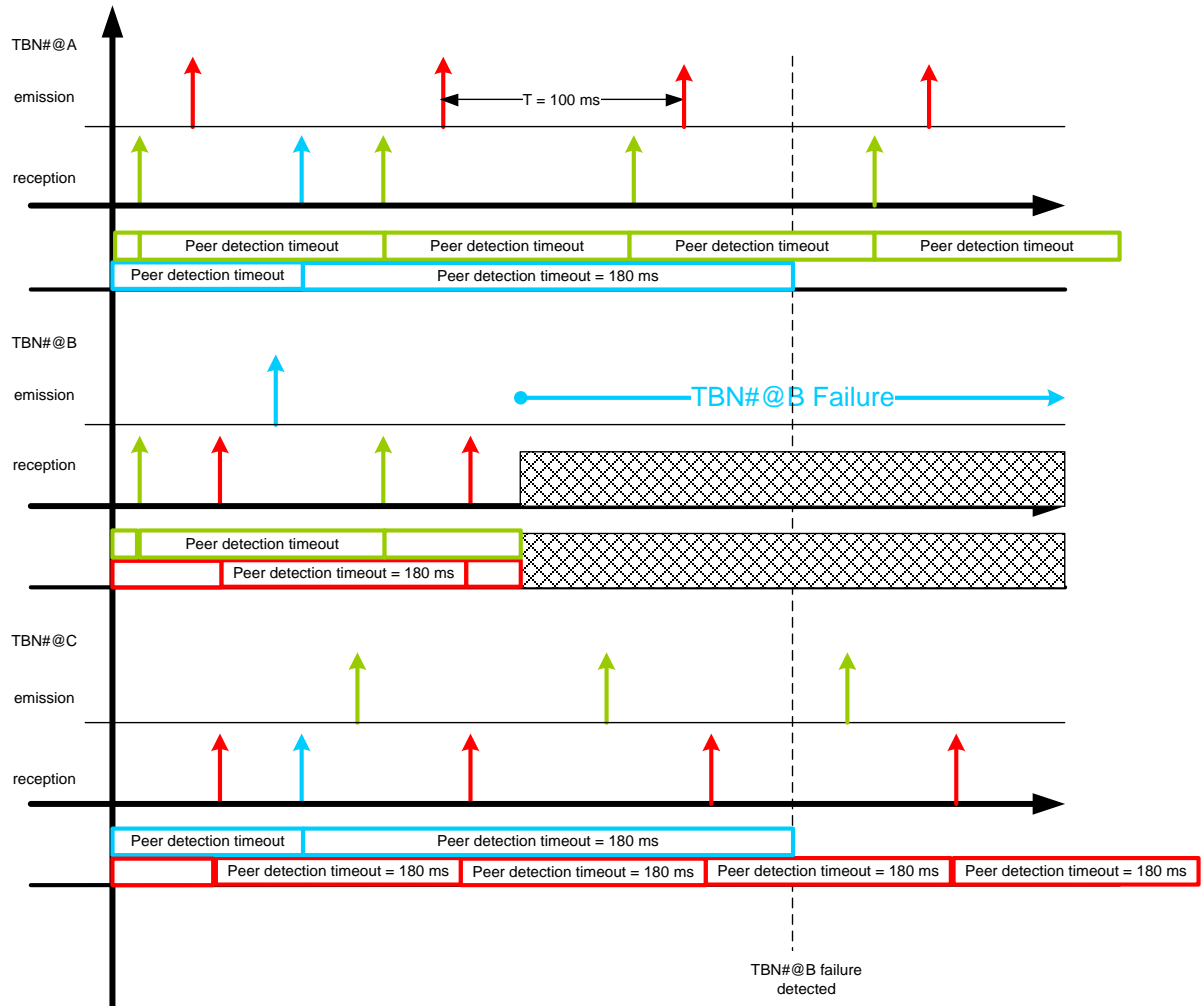 TBN#@A
emission
T = 100 ms
reception
Peer detection timeout
Peer detection timeout
Peer detection timeout
Peer detection timeout
Peer detection timeout
Peer detection timeout = 180 ms
TBN#@B
emission
TBN#@B Failure
reception
Peer detection timeout
Peer detection timeout = 180 ms
TBN#@C
emission
reception
Peer detection timeout
Peer detection timeout = 180 ms
Peer detection timeout = 180 ms
Peer detection timeout = 180 ms
Peer detection timeout = 180 ms
Peer detection timeout = 180 ms
TBN#@B failure
detected